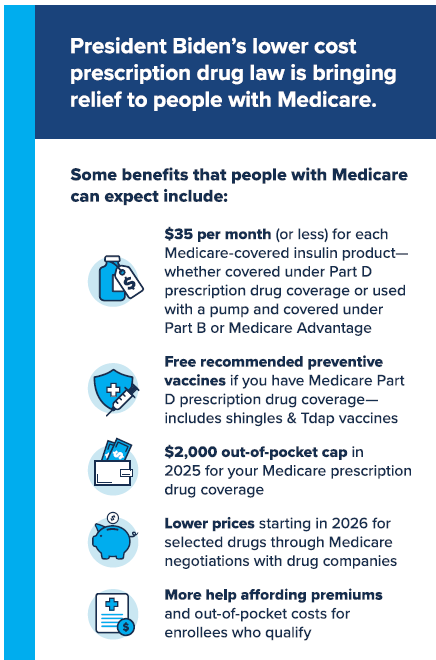 President Biden's lower cost
prescription drug law is bringing
relief to people with Medicare.
Some benefits that people with Medicare
can expect include:
$35 per month (or less) for each
Medicare-covered insulin product—
whether covered under Part D
prescription drug coverage or used
with a pump and covered under
Part B or Medicare Advantage
Free recommended preventive
vaccines if you have Medicare Part
D prescription drug coverage—
includes shingles & Tdap vaccines
$2,000 out-of-pocket cap in
2025 for your Medicare prescription
drug coverage
Lower prices starting in 2026 for
selected drugs through Medicare
negotiations with drug companies
More help affording premiums
and out-of-pocket costs for
enrollees who qualify